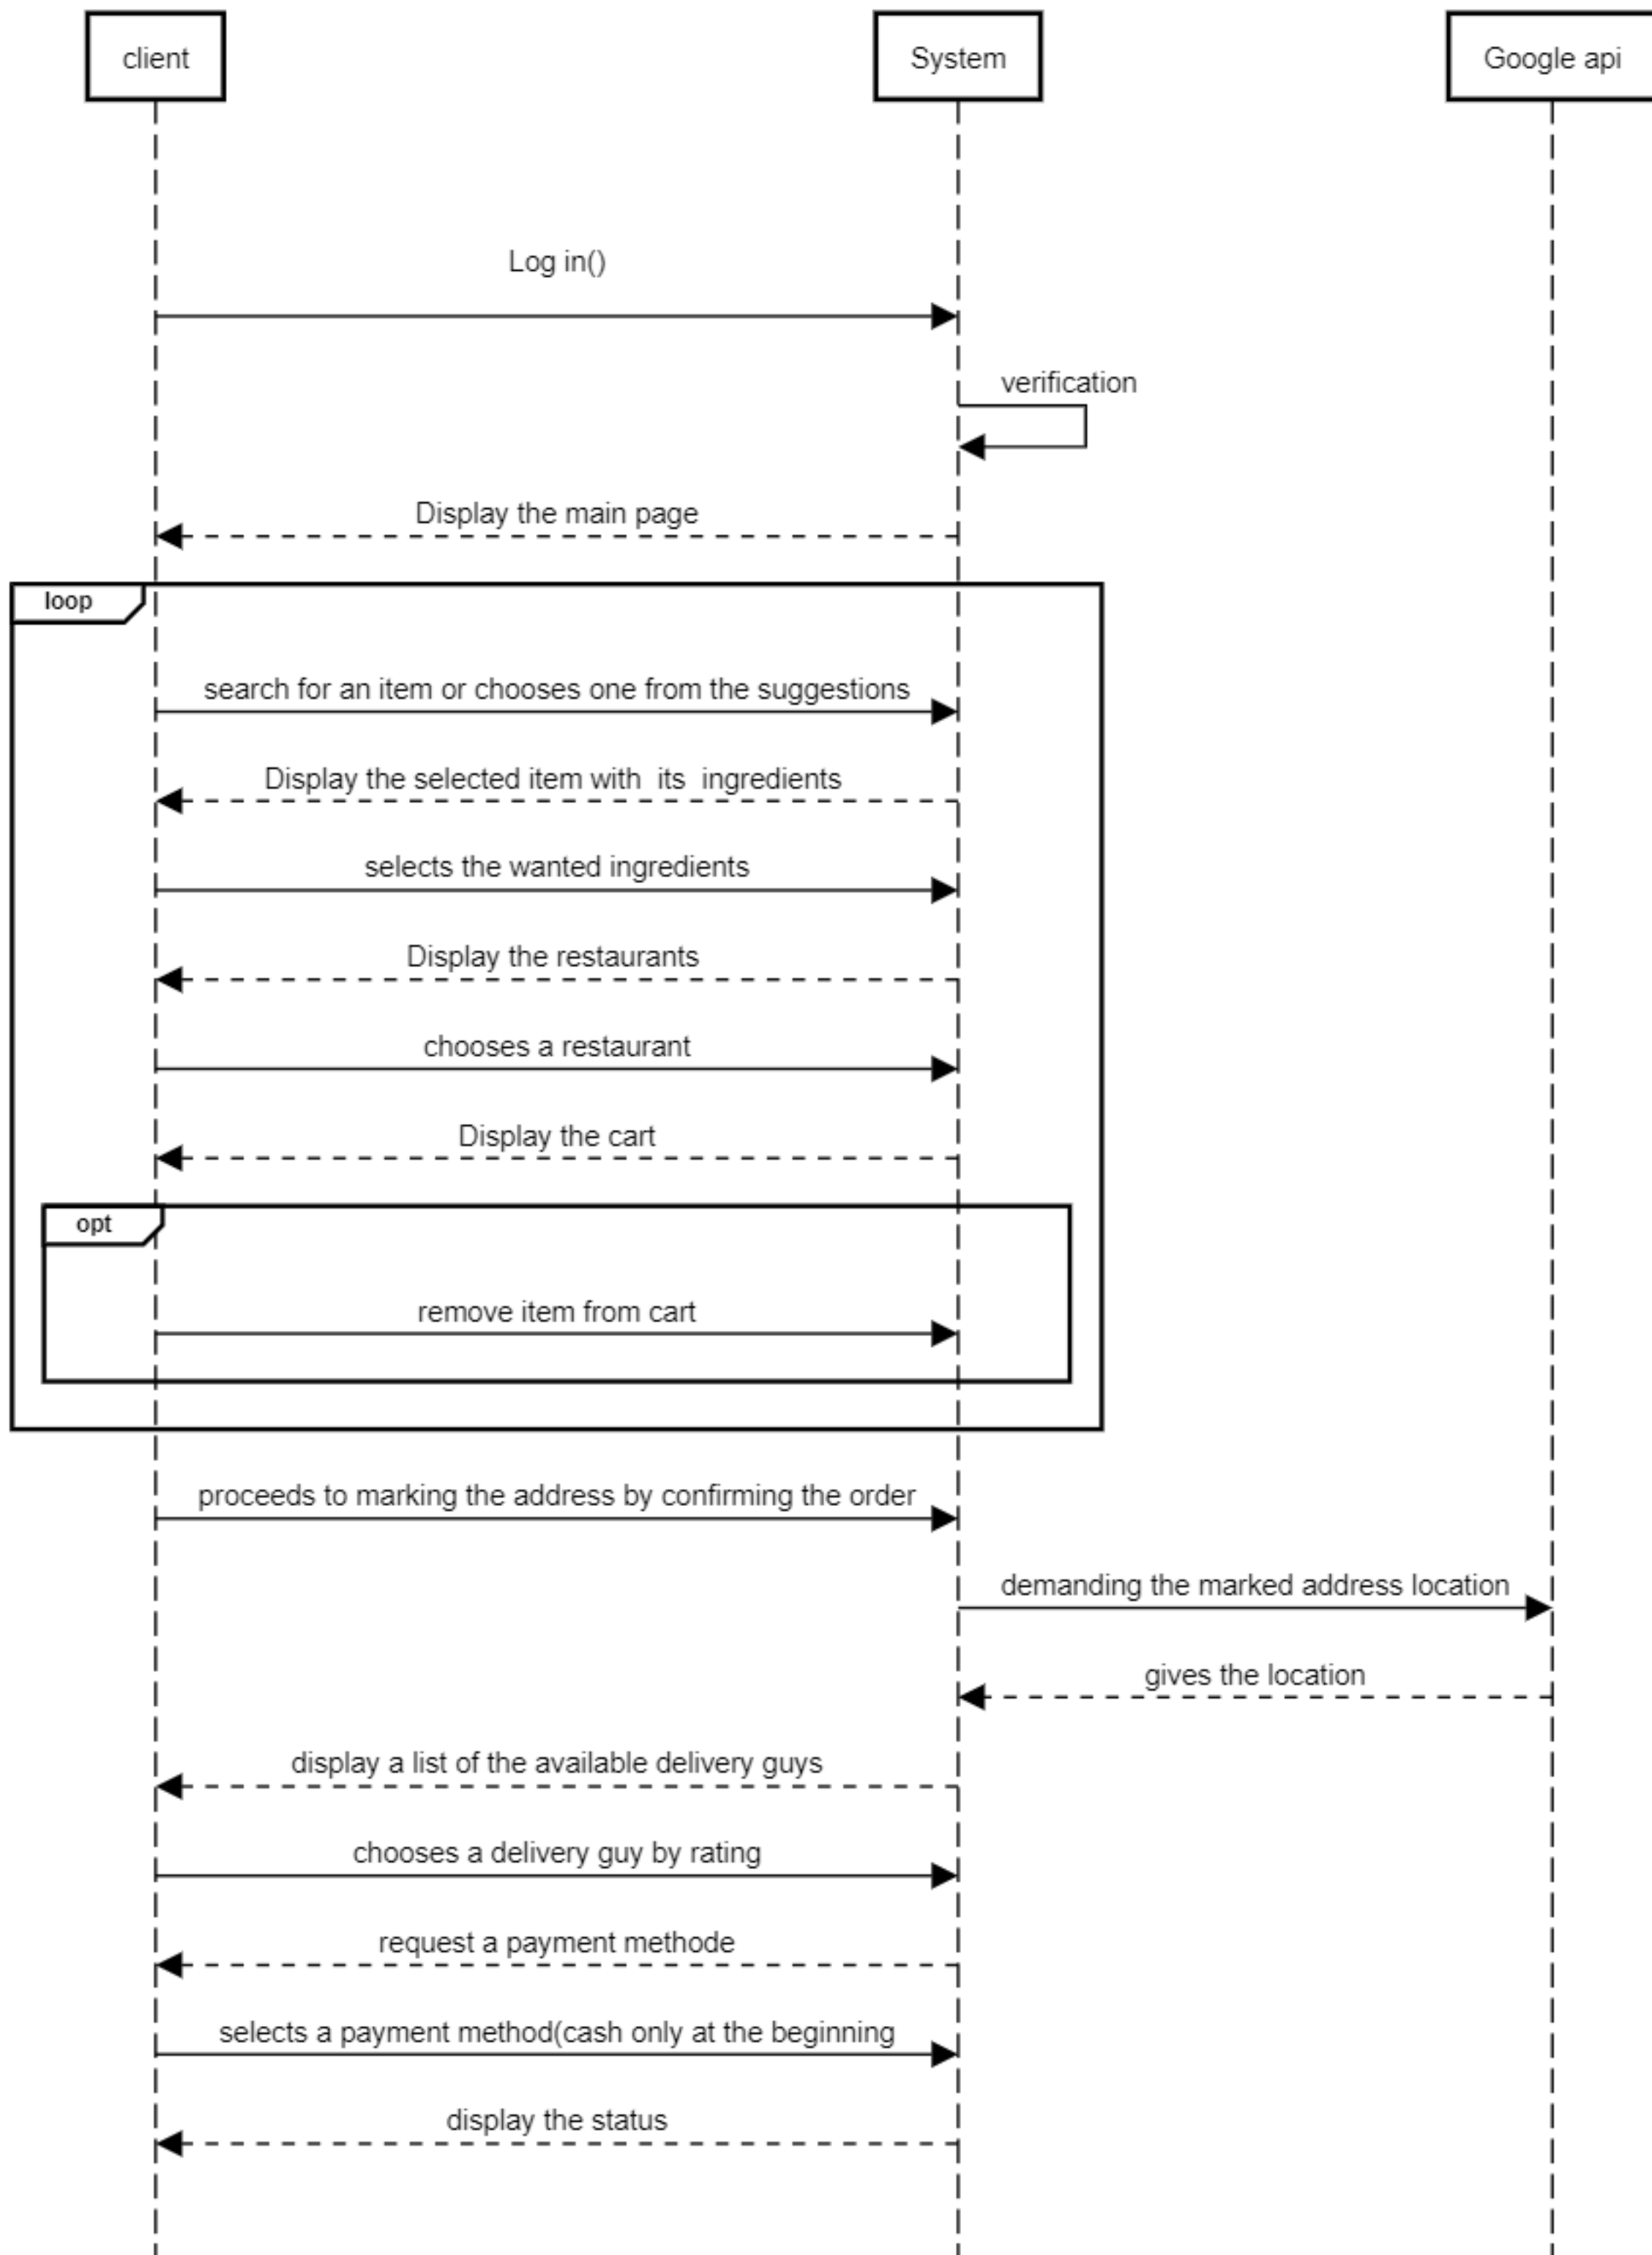 client
System
Google api
Log in()
verification
Display the main page
loop
search for an item or chooses one from the suggestions
Display the selected item with  its  ingredients
selects the wanted ingredients
Display the restaurants
chooses a restaurant
Display the cart
opt
remove item from cart
proceeds to marking the address by confirming the order
demanding the marked address location
gives the location
display a list of the available delivery guys
chooses a delivery guy by rating
request a payment methode
selects a payment method(cash only at the beginning
display the status